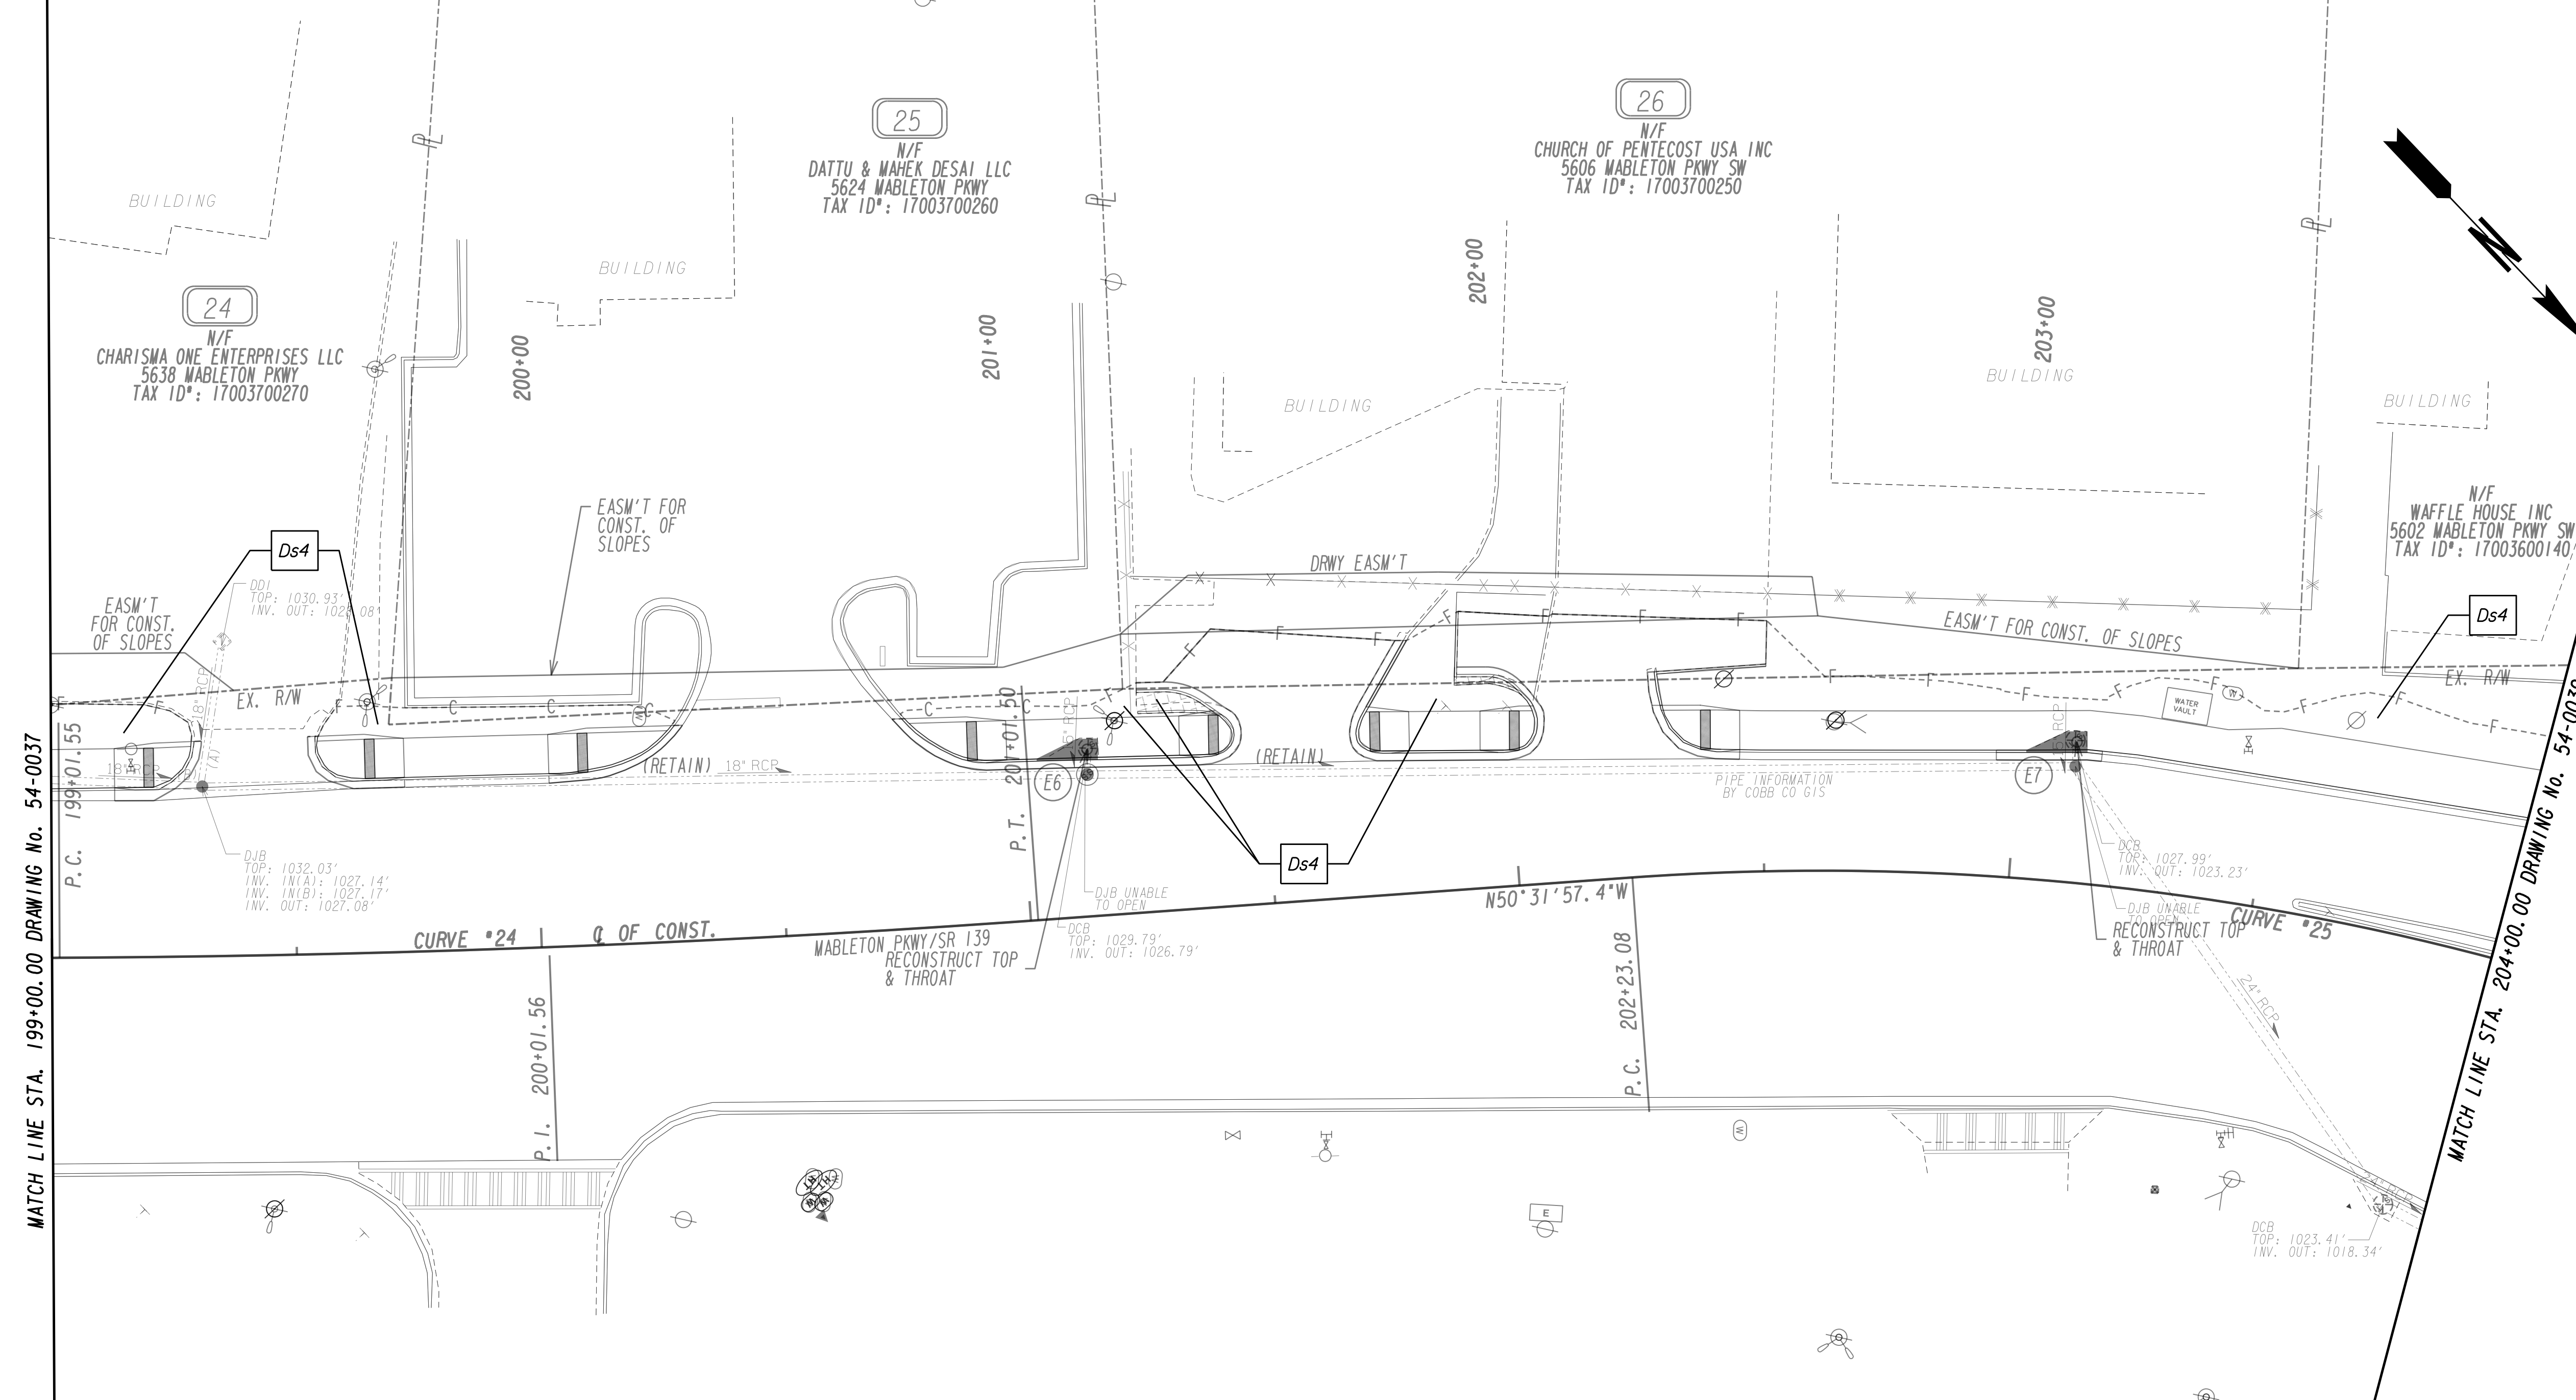 25
N/F
DATTU & MAHEK DESAI LLC
5624 MABLETON PKWY
TAX ID#: 17003700260
26
N/F
CHURCH OF PENTECOST USA INC
5606 MABLETON PKWY SW
TAX ID#: 17003700250
N
BUILDING
BUILDING
24
N/F
CHARISMA ONE ENTERPRISES LLC
5638 MABLETON PKWY
TAX ID#: 17003700270
200+00
201+00
202+00
203+00
BUILDING
BUILDING
BUILDING
N/F
WAFFLE HOUSE INC
5602 MABLETON PKWY SW
TAX ID#: 17003600140
EASM'T FOR
CONST. OF
SLOPES
Ds4
DDI
TOP: 1030.93'
EASM'T
FOR CONST.
OF SLOPES
DRWY EASM'T
EASM'T FOR CONST. OF SLOPES
Ds4
EX. R/W
EX. R/W
WATER
VAULT
18" RCP
18" RCP
(A)
(RETAIN)
18" RCP
(RETAIN)
E6
E7
PIPE INFORMATION
BY COBB CO GIS
P.C. 199+01.55
P.T. 201+01.50
Ds4
DJB
TOP: 1032.03'
INV. IN(A): 1027.14'
INV. IN(B): 1027.17'
INV. OUT: 1027.08'
DJB UNABLE
TO OPEN
DCB
TOP: 1029.79'
INV. OUT: 1026.79'
DCB
TOP: 1027.99'
INV. OUT: 1023.23'
DJB UNABLE
TO OPEN
RECONSTRUCT TOP
& THROAT
CURVE #24
℄ OF CONST.
MABLETON PKWY/SR 139
RECONSTRUCT TOP
& THROAT
N50°31'57.4"W
CURVE #25
P.I. 200+01.56
P.C. 202+23.08
24" RCP
E
DCB
TOP: 1023.41'
INV. OUT: 1018.34'
MATCH LINE STA. 199+00.00 DRAWING No. 54-0037
MATCH LINE STA. 204+00.00 DRAWING No. 54-0039